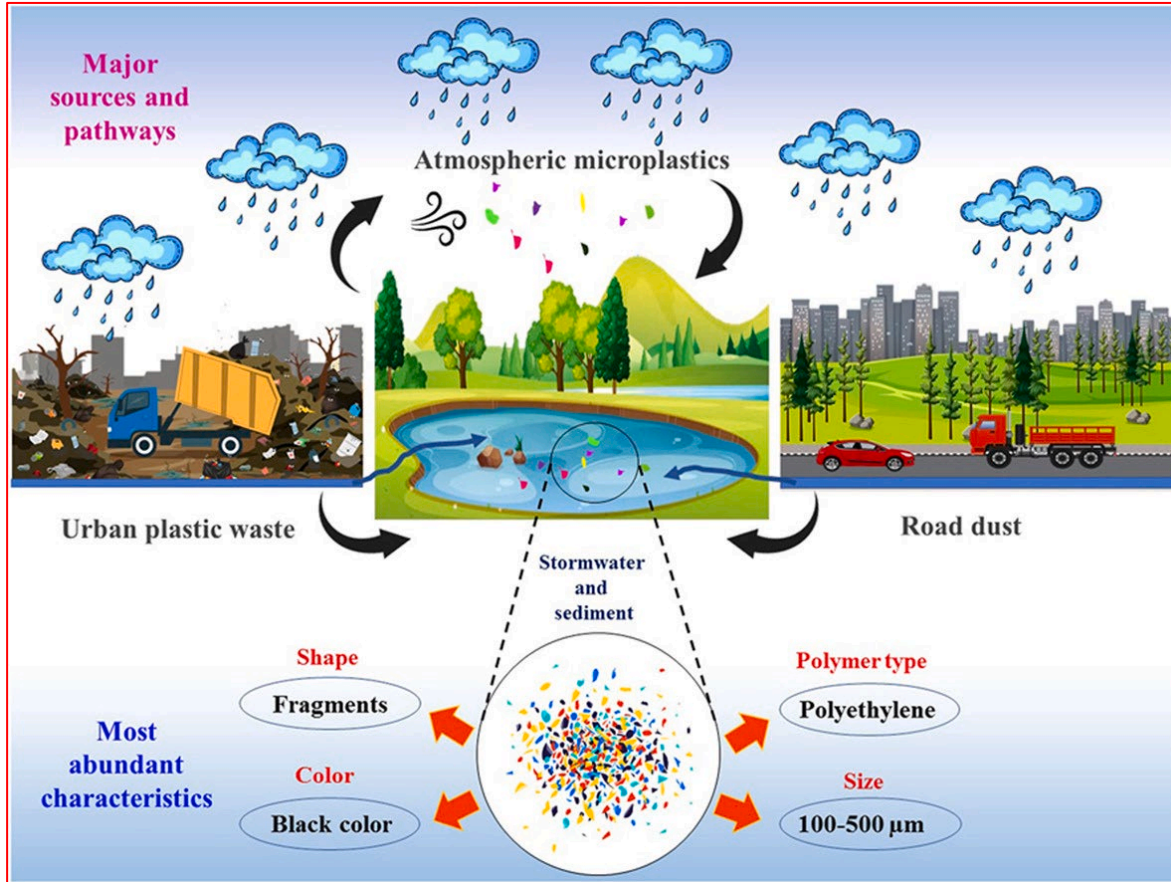 Major
sources and
pathways
Atmospheric microplastics
Urban plastic waste
Road dust
Stormwater
and
sediment
Shape
Fragments
Polymer type
Polyethylene
Most
abundant
characteristics
Color
Black color
Size
100-500 µm